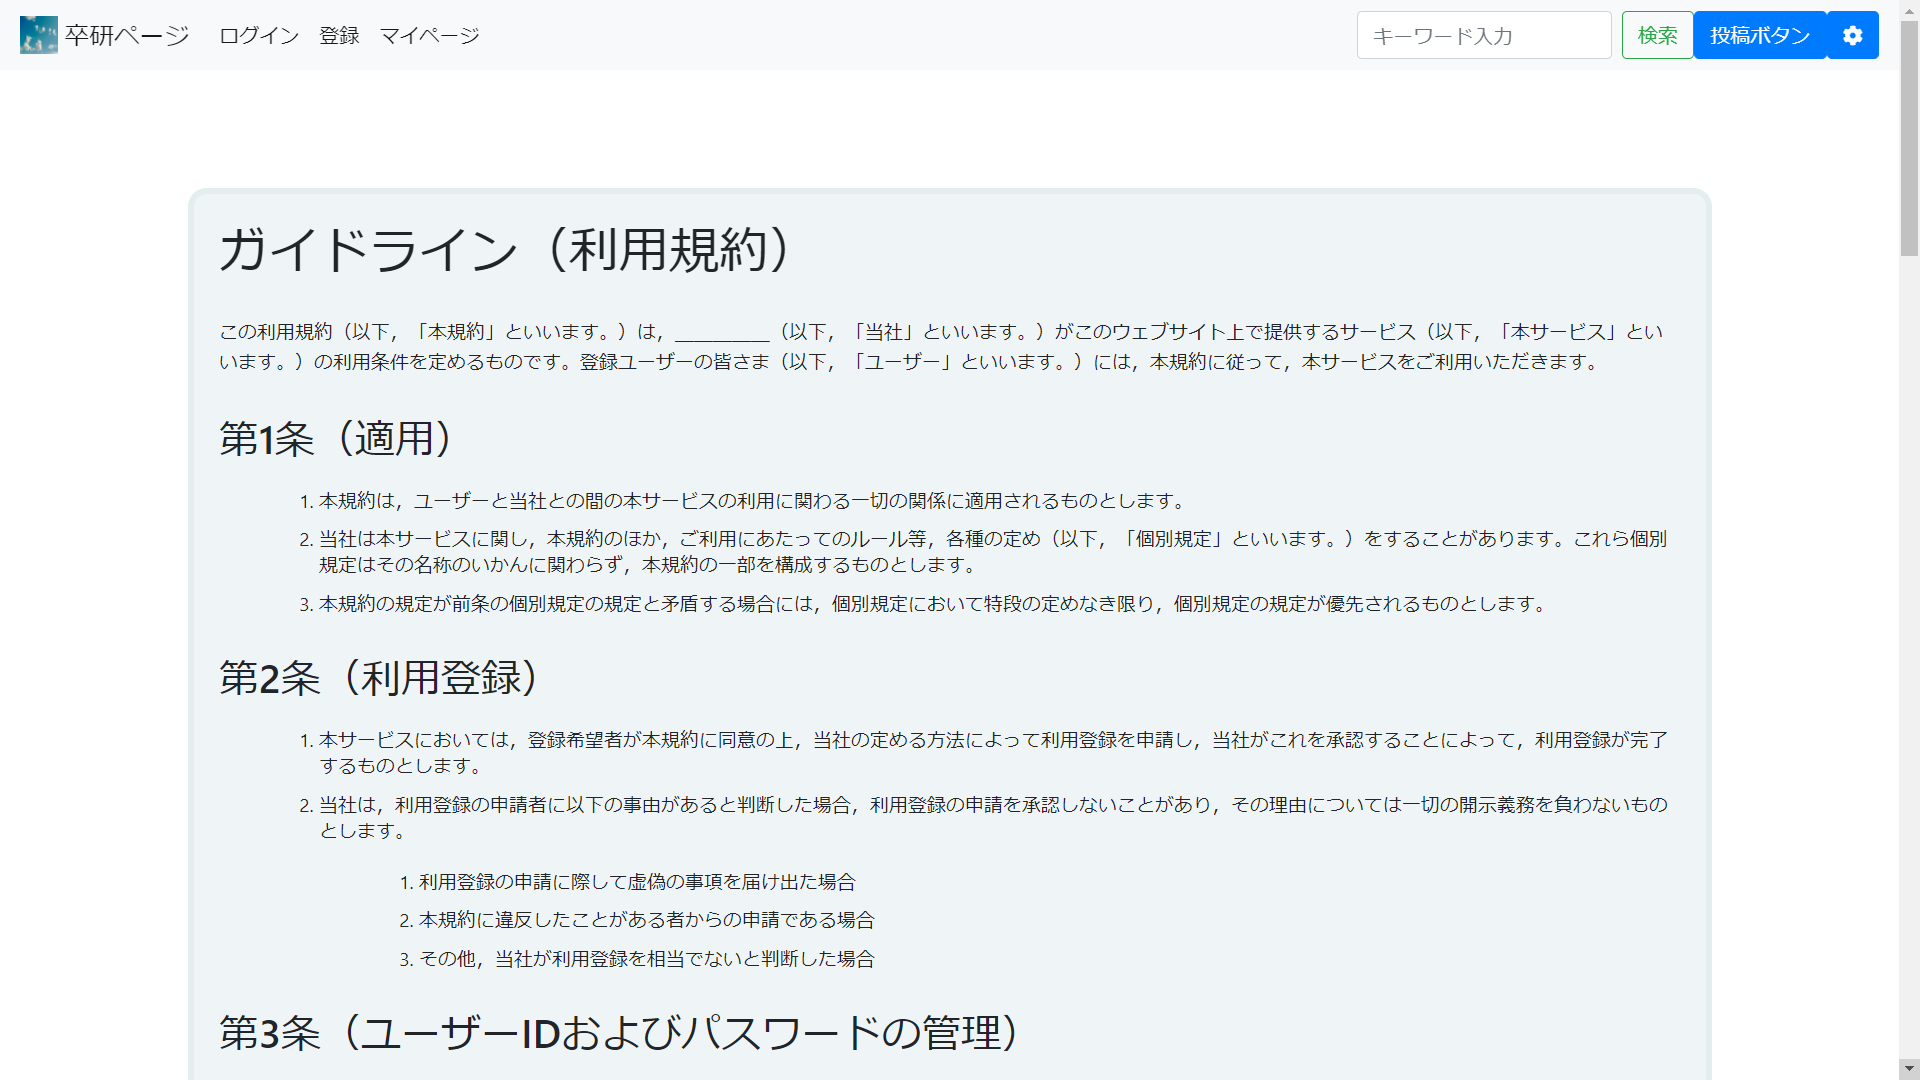 卒研ページ ログイン 登録 マイページ キーワード入力 検索 投稿ボタン
ガイドライン（利用規約）
この利用規約（以下，「本規約」といいます。）は，＿＿＿＿＿（以下，「当社」といいます。）がこのウェブサイト上で提供するサービス（以下，「本サービス」とい
います。）の利用条件を定めるものです。登録ユーザーの皆さま（以下，「ユーザー」といいます。）には，本規約に従って，本サービスをご利用いただきます。
第1条（適用）
1. 本規約は，ユーザーと当社との間の本サービスの利用に関わる一切の関係に適用されるものとします。
2. 当社は本サービスに関し，本規約のほか，ご利用にあたってのルール等，各種の定め（以下，「個別規定」といいます。）をすることがあります。これら個別
規定はその名称のいかんに関わらず，本規約の一部を構成するものとします。
3. 本規約の規定が前条の個別規定の規定と矛盾する場合には，個別規定において特段の定めなき限り，個別規定の規定が優先されるものとします。
第2条（利用登録）
1. 本サービスにおいては，登録希望者が本規約に同意の上，当社の定める方法によって利用登録を申請し，当社がこれを承認することによって，利用登録が完了
するものとします。
2. 当社は，利用登録の申請者に以下の事由があると判断した場合，利用登録の申請を承認しないことがあり，その理由については一切の開示義務を負わないもの
とします。
1. 利用登録の申請に際して虚偽の事項を届け出た場合
2. 本規約に違反したことがある者からの申請である場合
3. その他，当社が利用登録を相当でないと判断した場合
第3条（ユーザーIDおよびパスワードの管理）